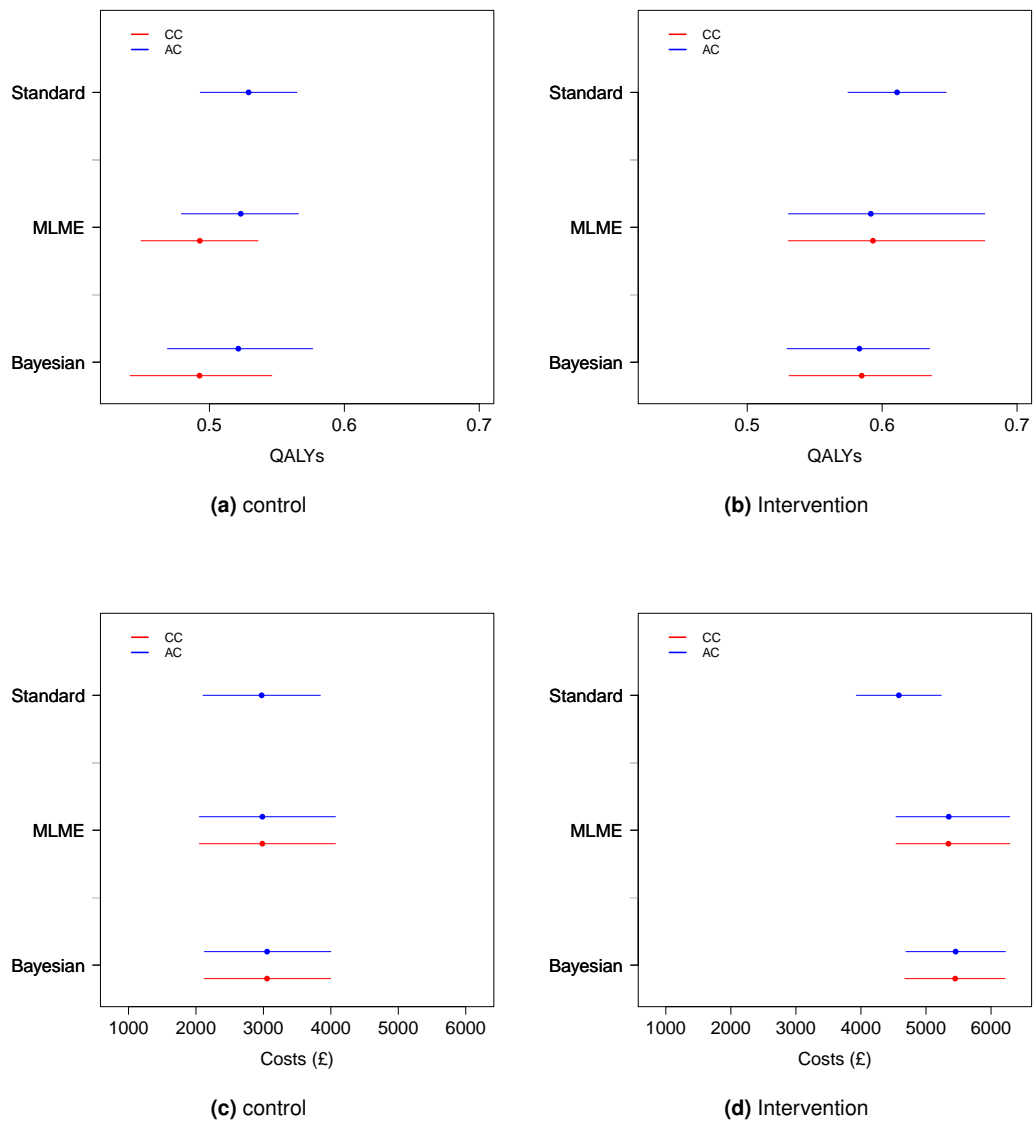 CC
AC
Standard
MLME
Bayesian
0.5 0.6 0.7
QALYs
(a) control
CC
AC
Standard
MLME
Bayesian
0.5 0.6 0.7
QALYs
(b) Intervention
CC
AC
Standard
MLME
Bayesian
1000 2000 3000 4000 5000 6000
Costs (£)
(c) control
CC
AC
Standard
MLME
Bayesian
1000 2000 3000 4000 5000 6000
Costs (£)
(d) Intervention